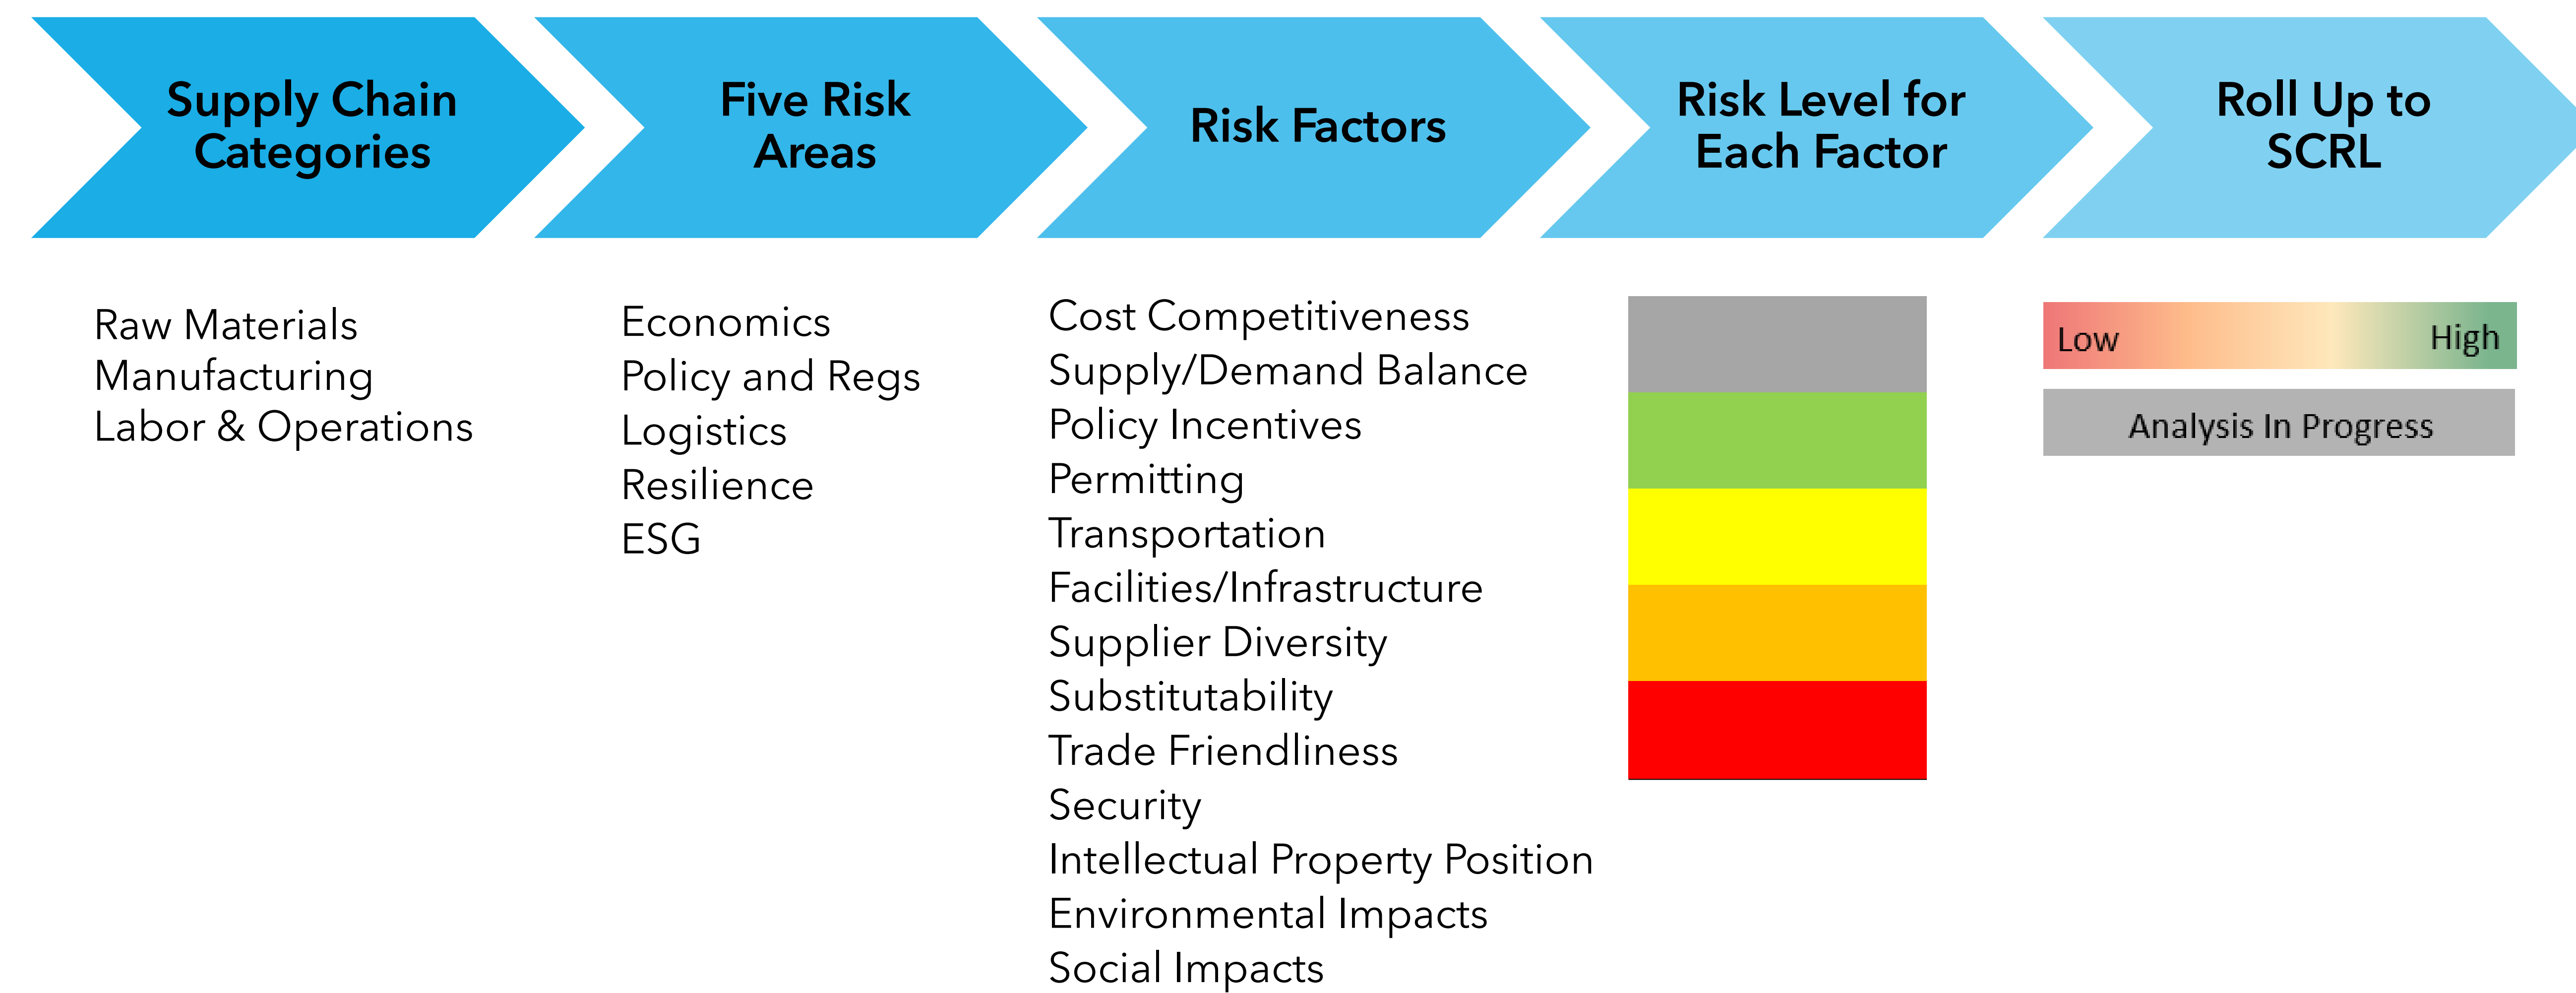 Supply Chain
Categories
Five Risk
Areas
Risk Factors
Risk Level for
Each Factor
Roll Up to
SCRL
Raw Materials
Manufacturing
Labor & Operations
Economics
Policy and Regs
Logistics
Resilience
ESG
Cost Competitiveness
Supply/Demand Balance
Policy Incentives
Permitting
Transportation
Facilities/Infrastructure
Supplier Diversity
Substitutability
Trade Friendliness
Security
Intellectual Property Position
Environmental Impacts
Social Impacts
Low High
Analysis In Progress